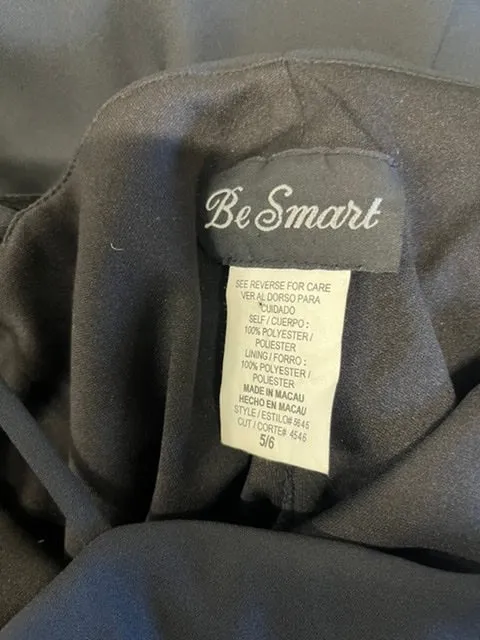 Be Smart
SEE REVERSE FOR CARE
VER AL DORSO PARA
CUIDADO
SELF / CUERPO :
100% POLYESTER /
POLIESTER
LINING / FORRO :
100% POLYESTER /
POLIESTER
MADE IN MACAU
HECHO EN MACAU
STYLE / ESTILO# 5645
CUT / CORTE# 4546
5/6